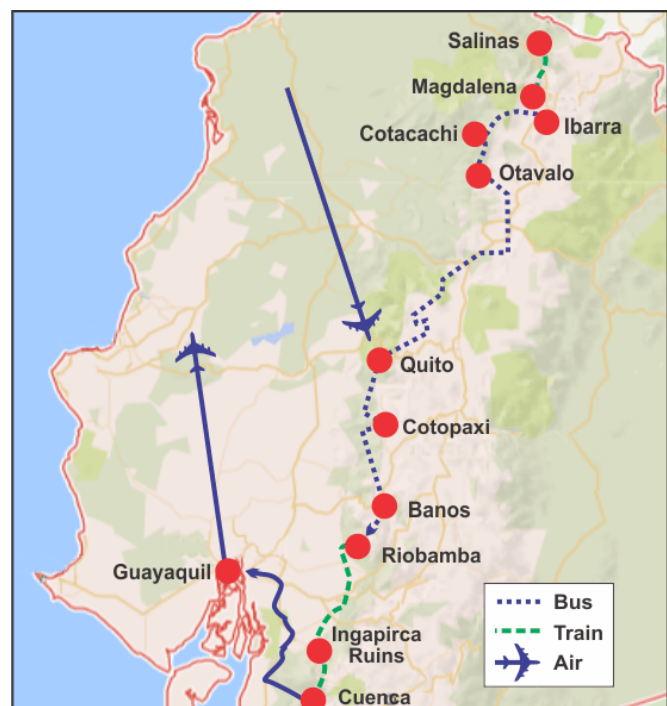 Salinas
Magdalena
Ibarra
Cotacachi
Otavalo
Quito
Cotopaxi
Banos
Riobamba
Guayaquil
Ingapirca
Ruins
Cuenca
Bus
Train
Air